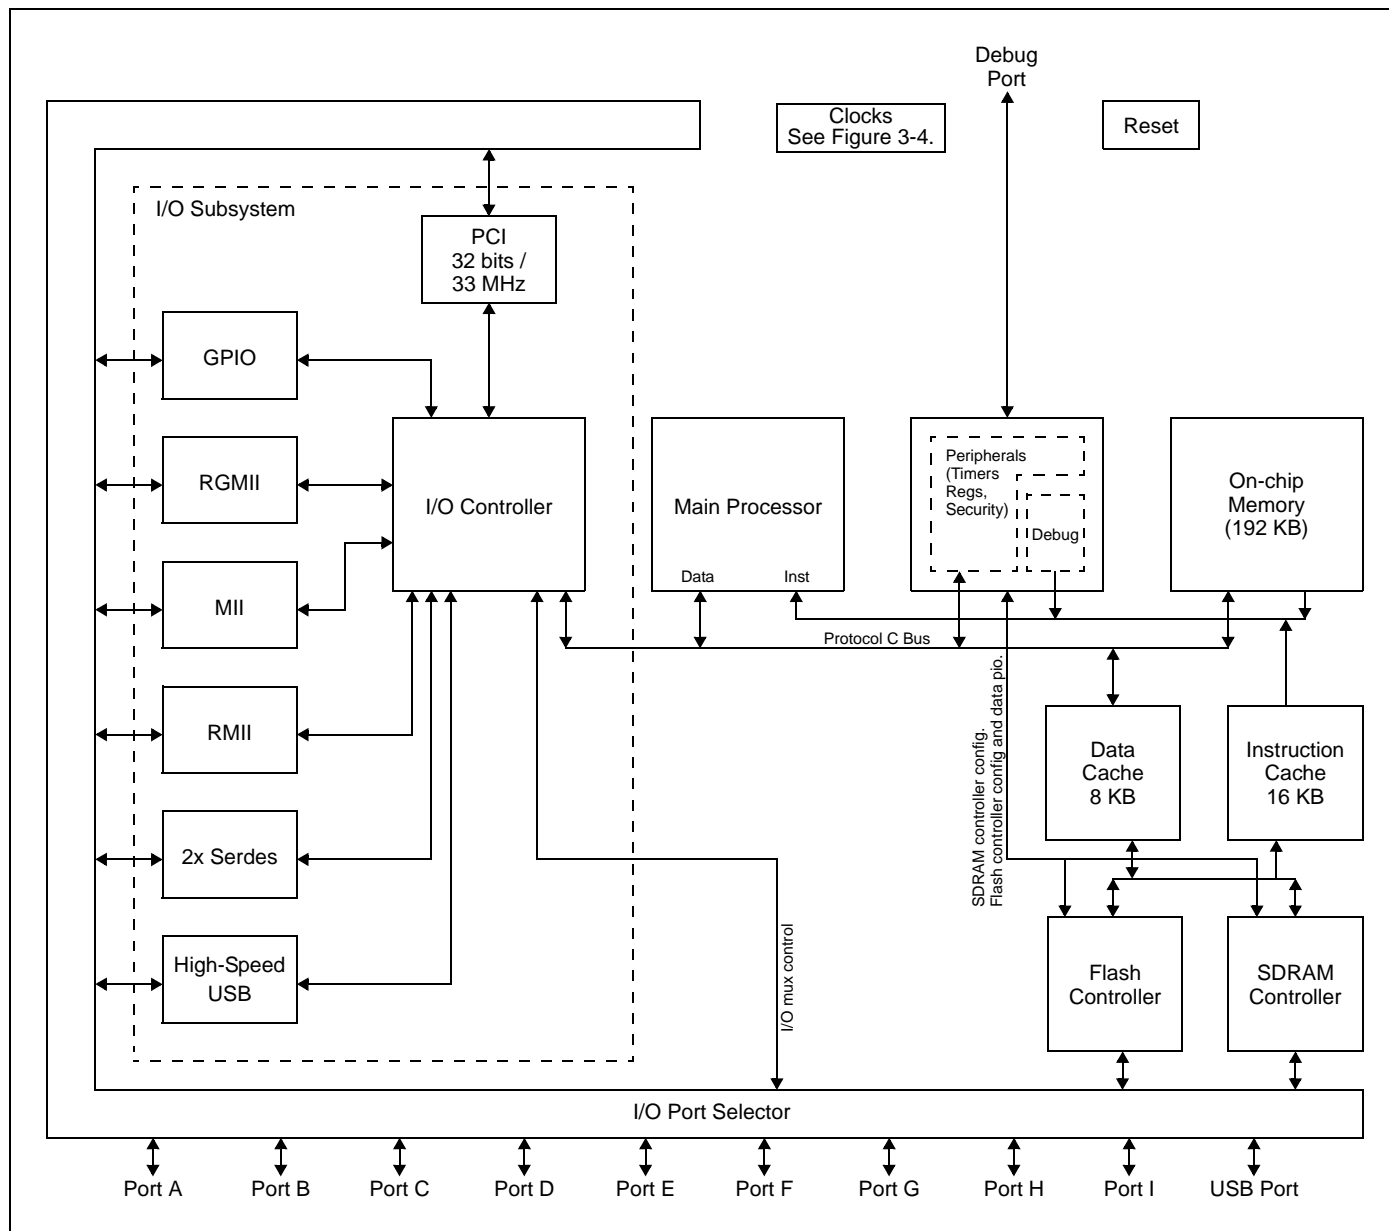 Debug
Port
Clocks
See Figure 3-4.
Reset
I/O Subsystem
PCI
32 bits /
33 MHz
GPIO
RGMII
MII
RMII
2x Serdes
High-Speed
USB
I/O Controller
Main Processor
Data
Inst
Peripherals
(Timers
Regs,
Security)
Debug
On-chip
Memory
(192 KB)
Protocol C Bus
SDRAM controller config.
Flash controller config and data pio.
Data
Cache
8 KB
Instruction
Cache
16 KB
I/O mux control
Flash
Controller
SDRAM
Controller
I/O Port Selector
Port A
Port B
Port C
Port D
Port E
Port F
Port G
Port H
Port I
USB Port